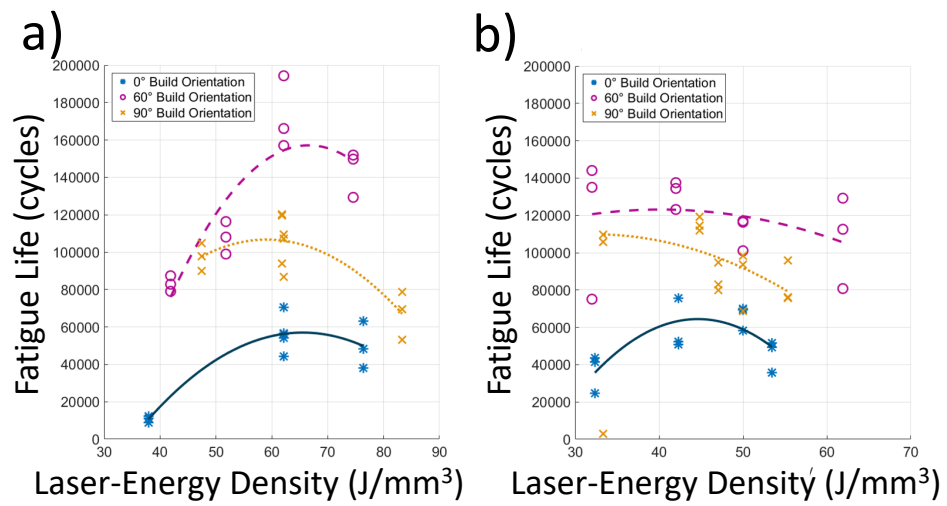 a)
Fatigue Life (cycles)
200000
180000
160000
140000
120000
100000
80000
60000
40000
20000
0
0° Build Orientation
60° Build Orientation
90° Build Orientation
30 40 50 60 70 80 90
Laser-Energy Density (J/mm³)
b)
Fatigue Life (cycles)
200000
180000
160000
140000
120000
100000
80000
60000
40000
20000
0
0° Build Orientation
60° Build Orientation
90° Build Orientation
30 40 50 60 70
Laser-Energy Density (J/mm³)